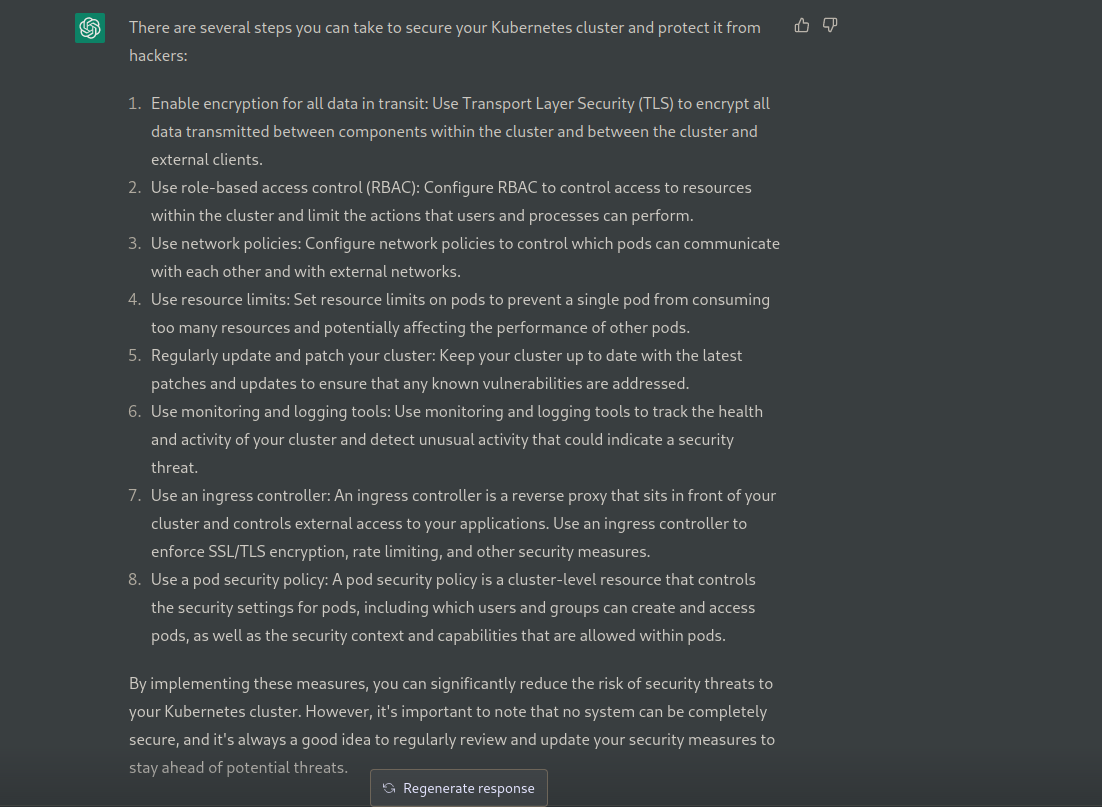 There are several steps you can take to secure your Kubernetes cluster and protect it from
hackers:
1. Enable encryption for all data in transit: Use Transport Layer Security (TLS) to encrypt all
data transmitted between components within the cluster and between the cluster and
external clients.
2. Use role-based access control (RBAC): Configure RBAC to control access to resources
within the cluster and limit the actions that users and processes can perform.
3. Use network policies: Configure network policies to control which pods can communicate
with each other and with external networks.
4. Use resource limits: Set resource limits on pods to prevent a single pod from consuming
too many resources and potentially affecting the performance of other pods.
5. Regularly update and patch your cluster: Keep your cluster up to date with the latest
patches and updates to ensure that any known vulnerabilities are addressed.
6. Use monitoring and logging tools: Use monitoring and logging tools to track the health
and activity of your cluster and detect unusual activity that could indicate a security
threat.
7. Use an ingress controller: An ingress controller is a reverse proxy that sits in front of your
cluster and controls external access to your applications. Use an ingress controller to
enforce SSL/TLS encryption, rate limiting, and other security measures.
8. Use a pod security policy: A pod security policy is a cluster-level resource that controls
the security settings for pods, including which users and groups can create and access
pods, as well as the security context and capabilities that are allowed within pods.
By implementing these measures, you can significantly reduce the risk of security threats to
your Kubernetes cluster. However, it's important to note that no system can be completely
secure, and it's always a good idea to regularly review and update your security measures to
stay ahead of potential threats.
Regenerate response